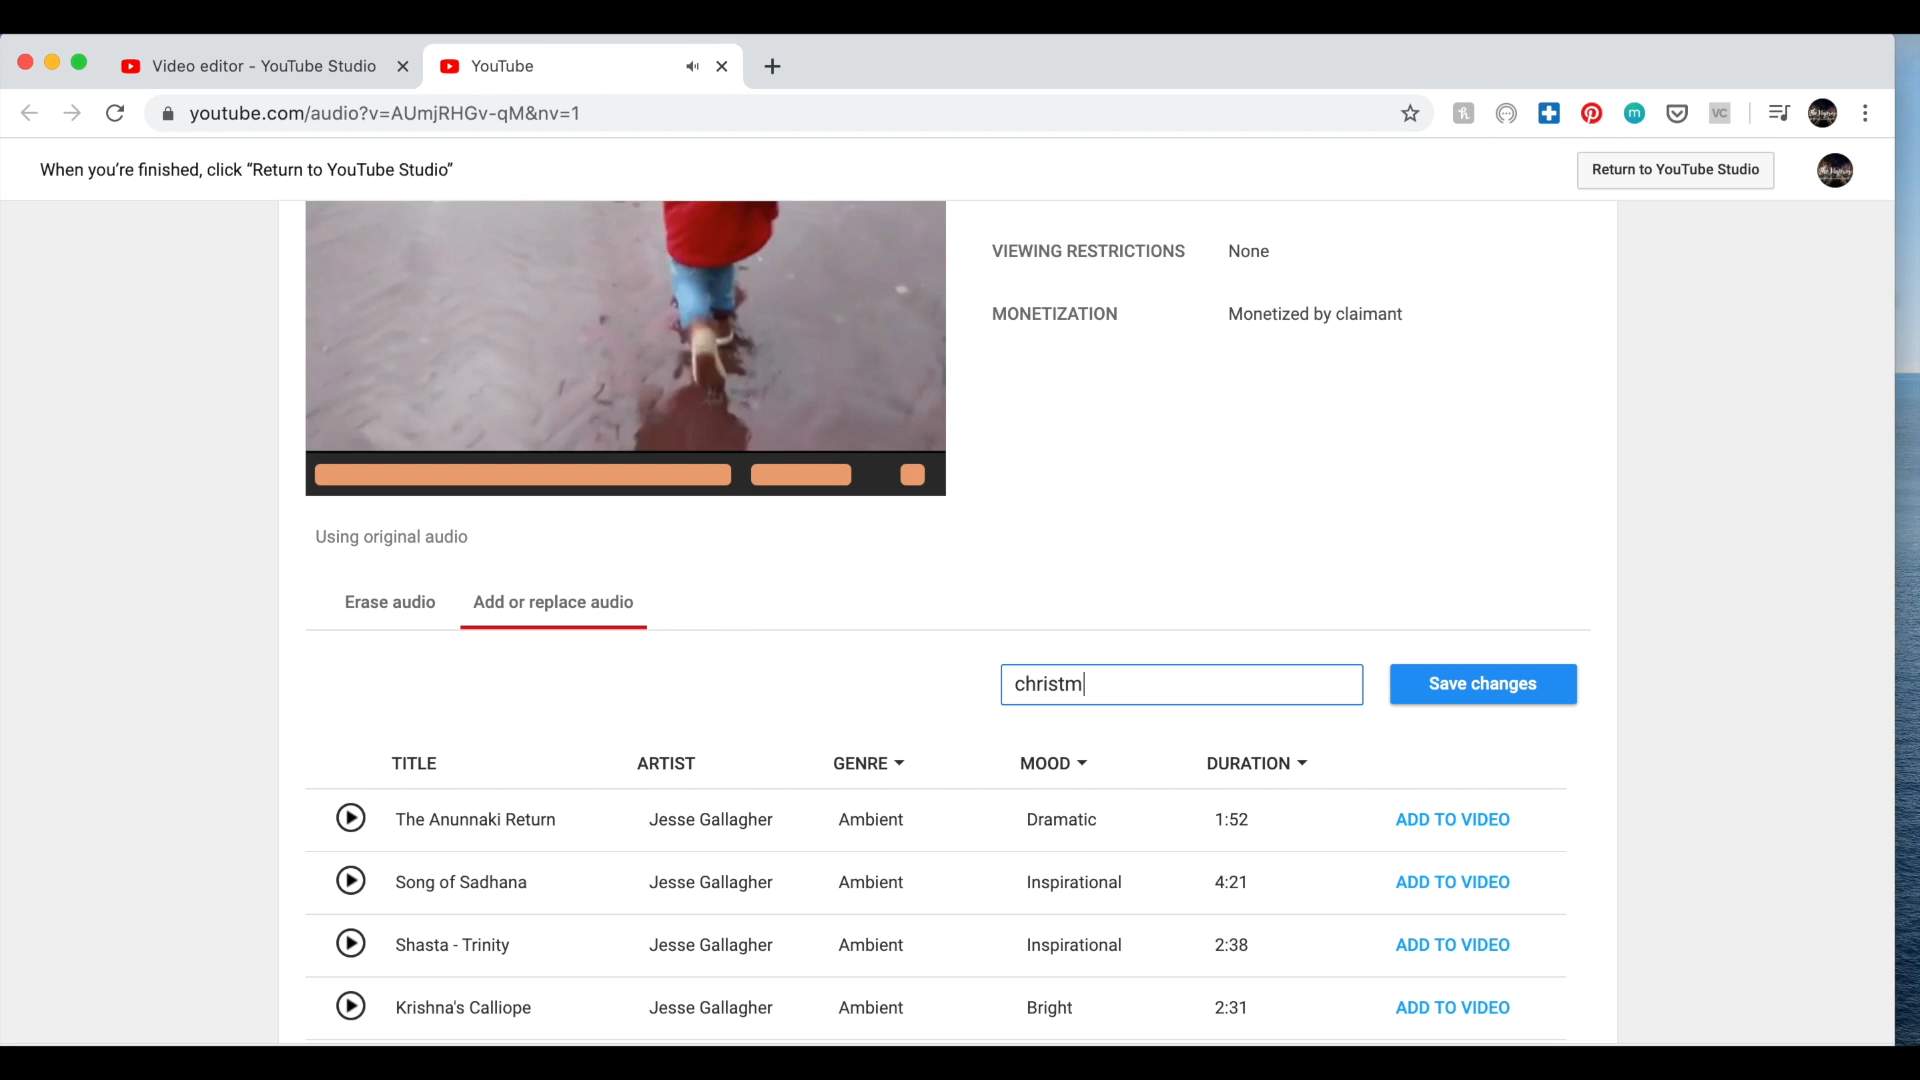 Video editor - YouTube Studio
YouTube
youtube.com/audio?v=AUmjRHGv-qM&nv=1
VC
When you’re finished, click “Return to YouTube Studio”
Return to YouTube Studio
VIEWING RESTRICTIONS None
MONETIZATION Monetized by claimant
Using original audio
Erase audio Add or replace audio
christm
Save changes
TITLE ARTIST GENRE MOOD DURATION
The Anunnaki Return Jesse Gallagher Ambient Dramatic 1:52 ADD TO VIDEO
Song of Sadhana Jesse Gallagher Ambient Inspirational 4:21 ADD TO VIDEO
Shasta - Trinity Jesse Gallagher Ambient Inspirational 2:38 ADD TO VIDEO
Krishna's Calliope Jesse Gallagher Ambient Bright 2:31 ADD TO VIDEO